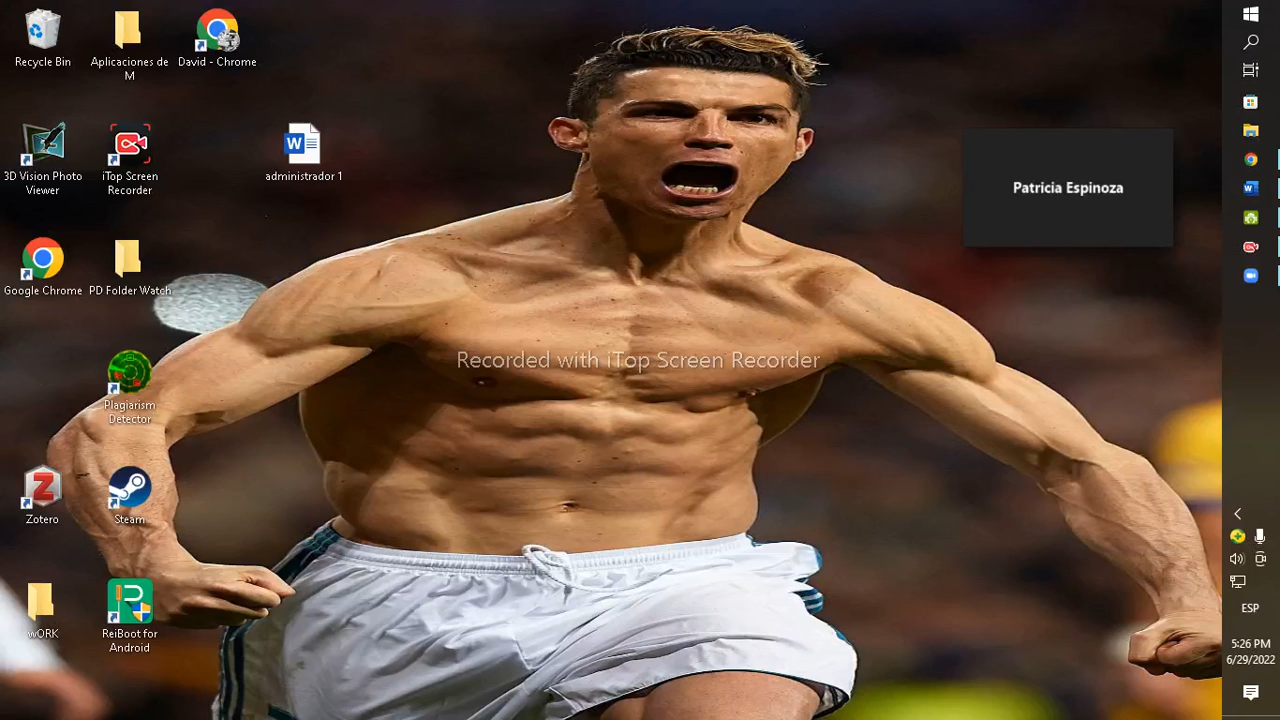 Recycle Bin
Aplicaciones de
M
David - Chrome
3D Vision Photo
Viewer
iTop Screen
Recorder
administrador 1
Patricia Espinoza
Google Chrome
PD Folder Watch
Recorded with iTop Screen Recorder
Plagiarism
Detector
Zotero
Steam
wORK
ReiBoot for
Android
ESP
5:26 PM
6/29/2022